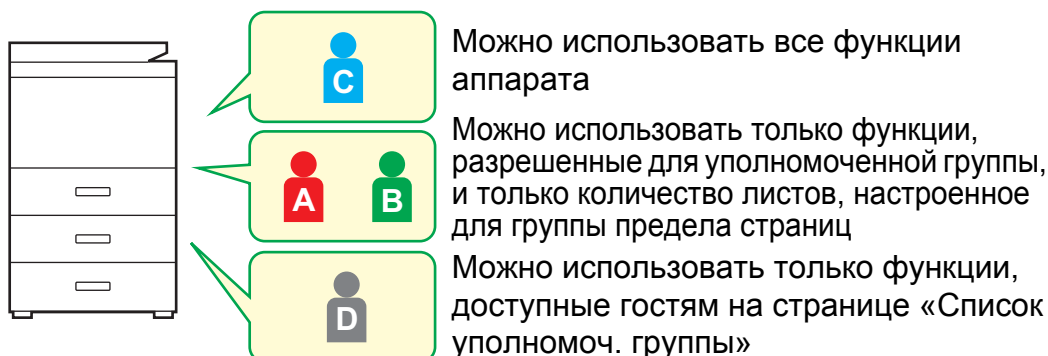 C
Можно использовать все функции
аппарата
A
B
Можно использовать только функции,
разрешенные для уполномоченной группы,
и только количество листов, настроенное
для группы предела страниц
D
Можно использовать только функции,
доступные гостям на странице «Список
уполномоч. группы»